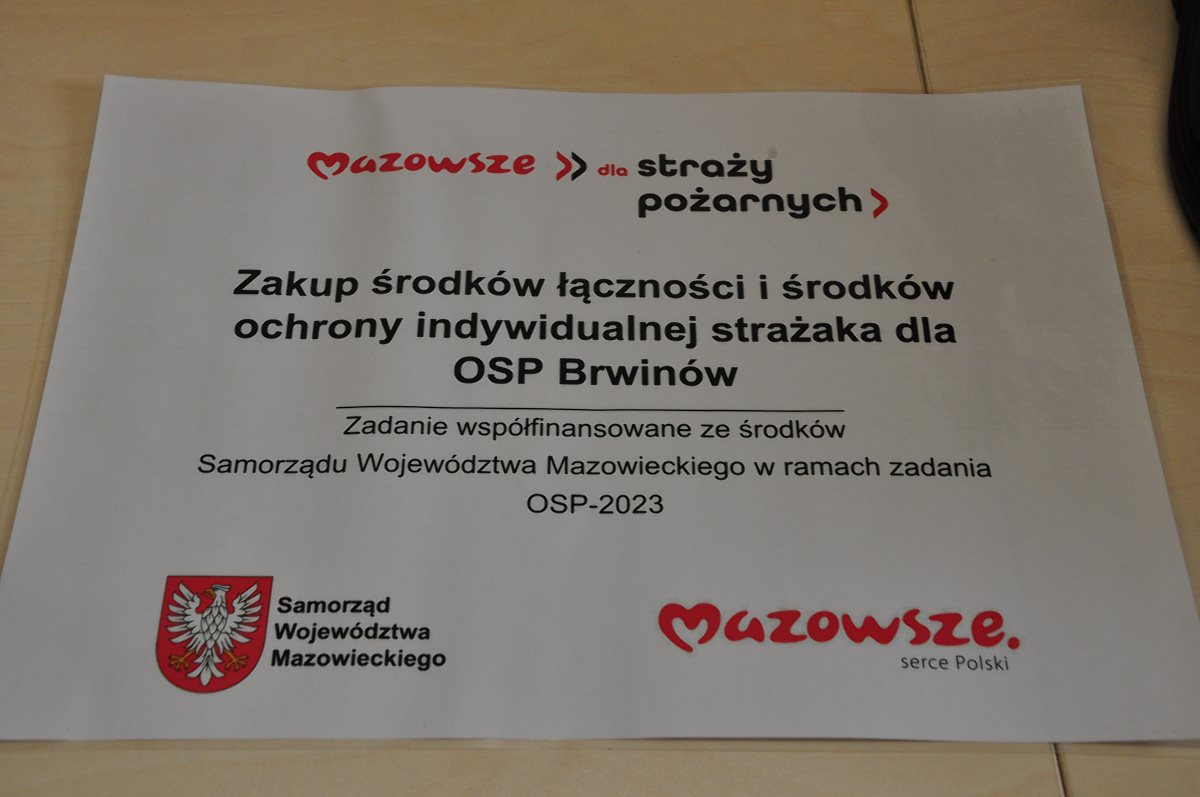 mazowsze >> dla straży
pożarnych >
Zakup środków łączności i środków
ochrony indywidualnej strażaka dla
OSP Brwinów
Zadanie współfinansowane ze środków
Samorządu Województwa Mazowieckiego w ramach zadania
OSP-2023
Samorząd
Województwa
Mazowieckiego
mazowsze.
serce Polski